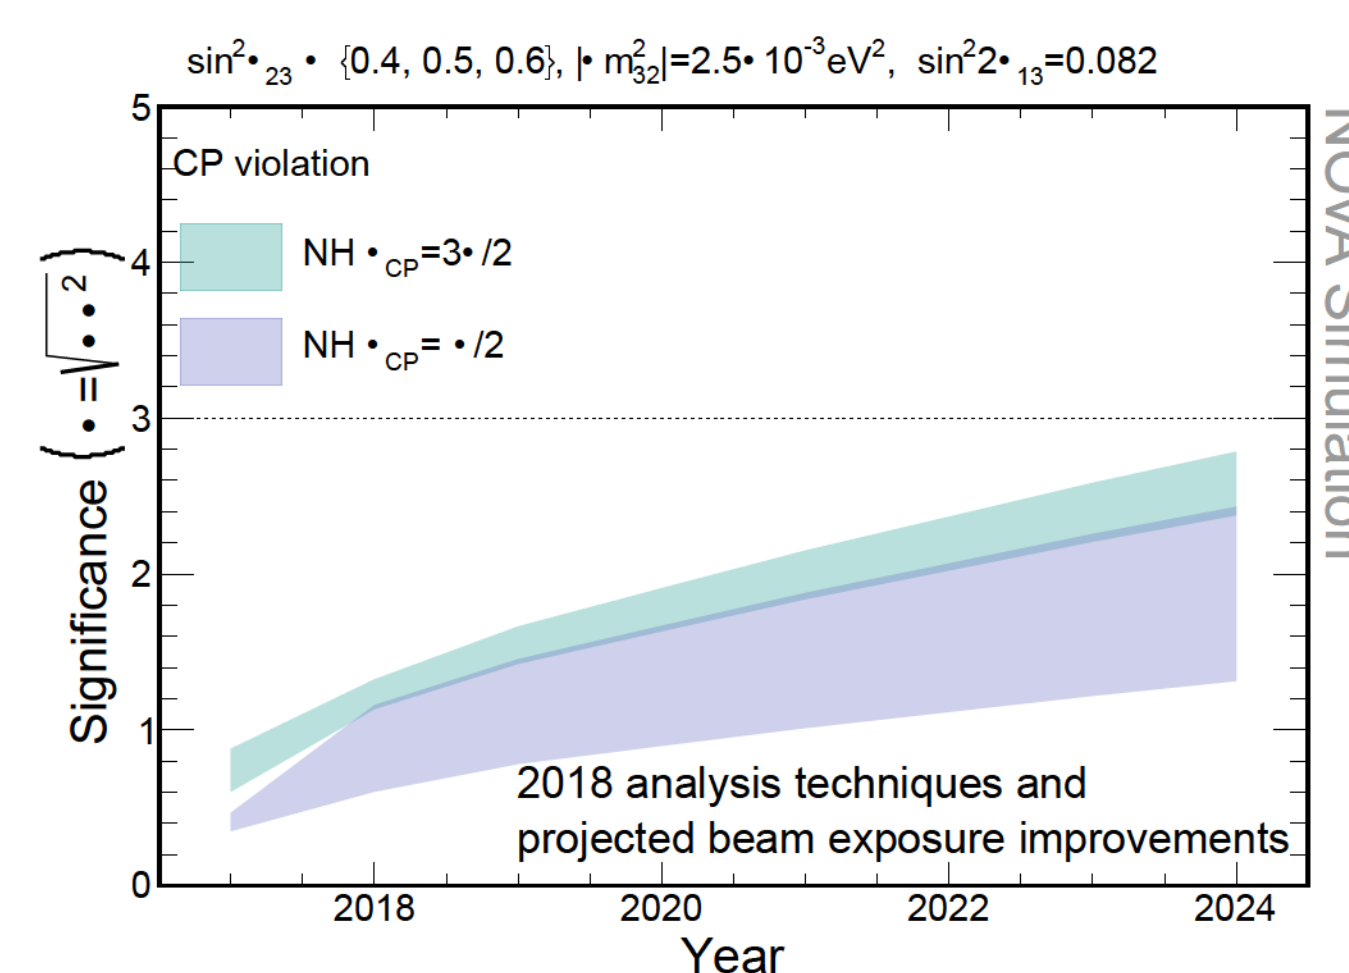 sin²•₂₃ • {0.4, 0.5, 0.6}, |• m²₃₂|=2.5• 10⁻³eV², sin²2•₁₃=0.082
5
CP violation
NH •CP=3• /2
4
NH •CP= • /2
3
2
1
0
Significance (• =√• •²)
2018 analysis techniques and
projected beam exposure improvements
2018 2020 2022 2024
Year
NOvA Simulation